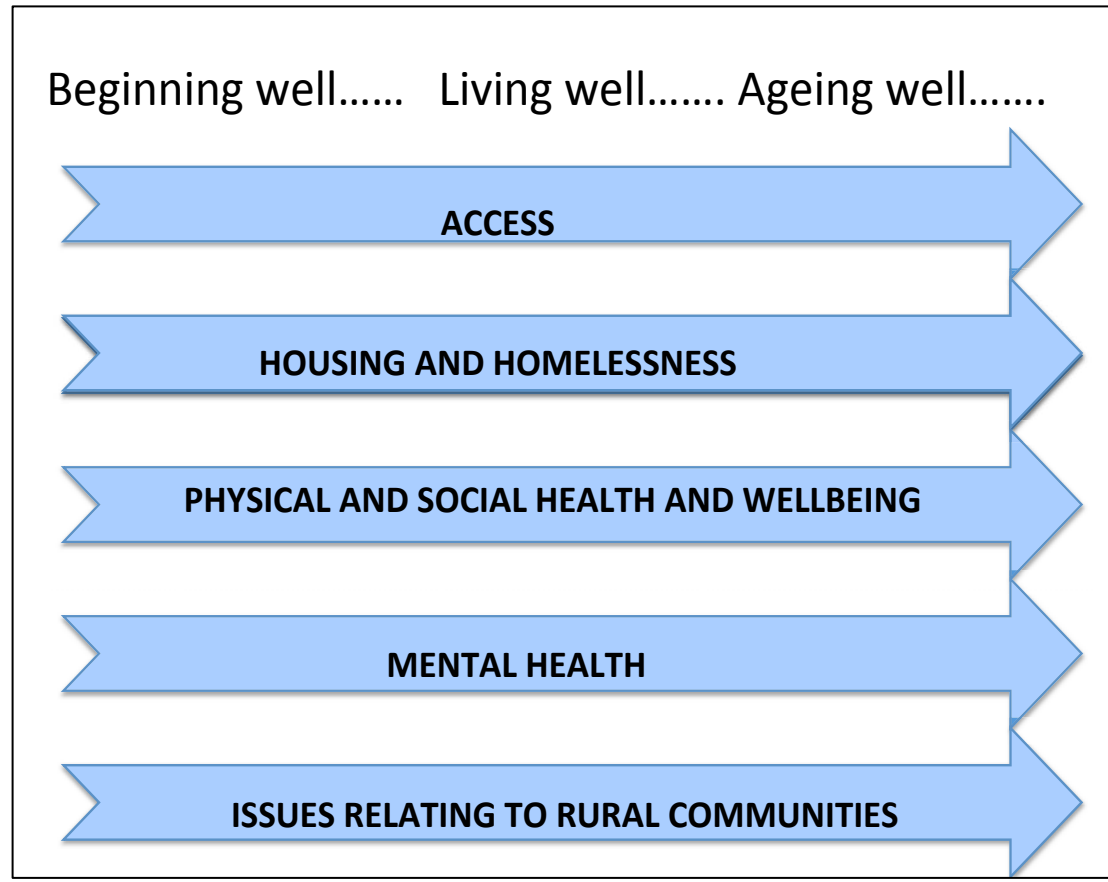 Beginning well...... Living well....... Ageing well.......
ACCESS
HOUSING AND HOMELESSNESS
PHYSICAL AND SOCIAL HEALTH AND WELLBEING
MENTAL HEALTH
ISSUES RELATING TO RURAL COMMUNITIES